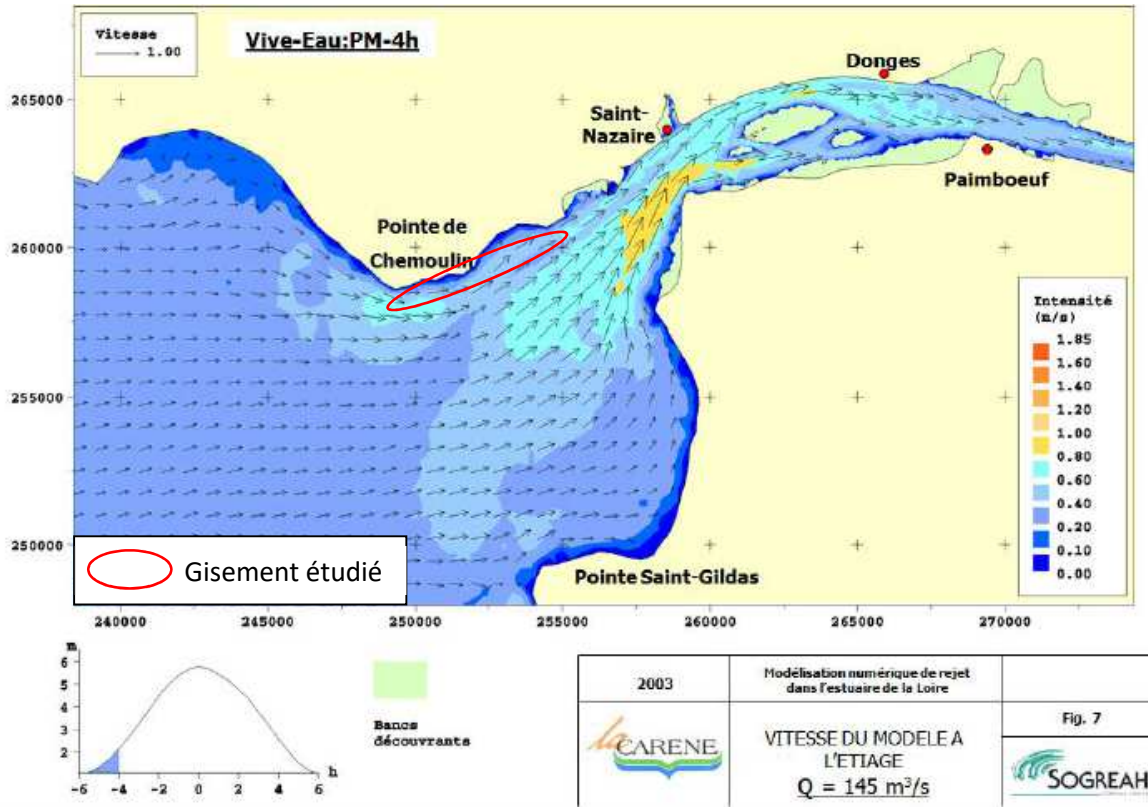 Vitesse
1.00
Vive-Eau:PM-4h
Donges
265000
Saint-
Nazaire
Paimboeuf
Pointe de
Chemoulin
260000
Intensité
(m/s)
1.85
1.60
1.40
1.20
1.00
0.80
0.60
0.40
0.20
0.10
0.00
255000
250000
Gisement étudié
Pointe Saint-Gildas
240000 245000 250000 255000 260000 265000 270000
m
6
5
4
3
2
-6 -4 -2 0 2 4 6 h
Bancs
découvrants
2003
Modélisation numérique de rejet
dans l'estuaire de la Loire
la CARENE
VITESSE DU MODELE A
L'ETIAGE
Q = 145 m³/s
Fig. 7
SOGREAH